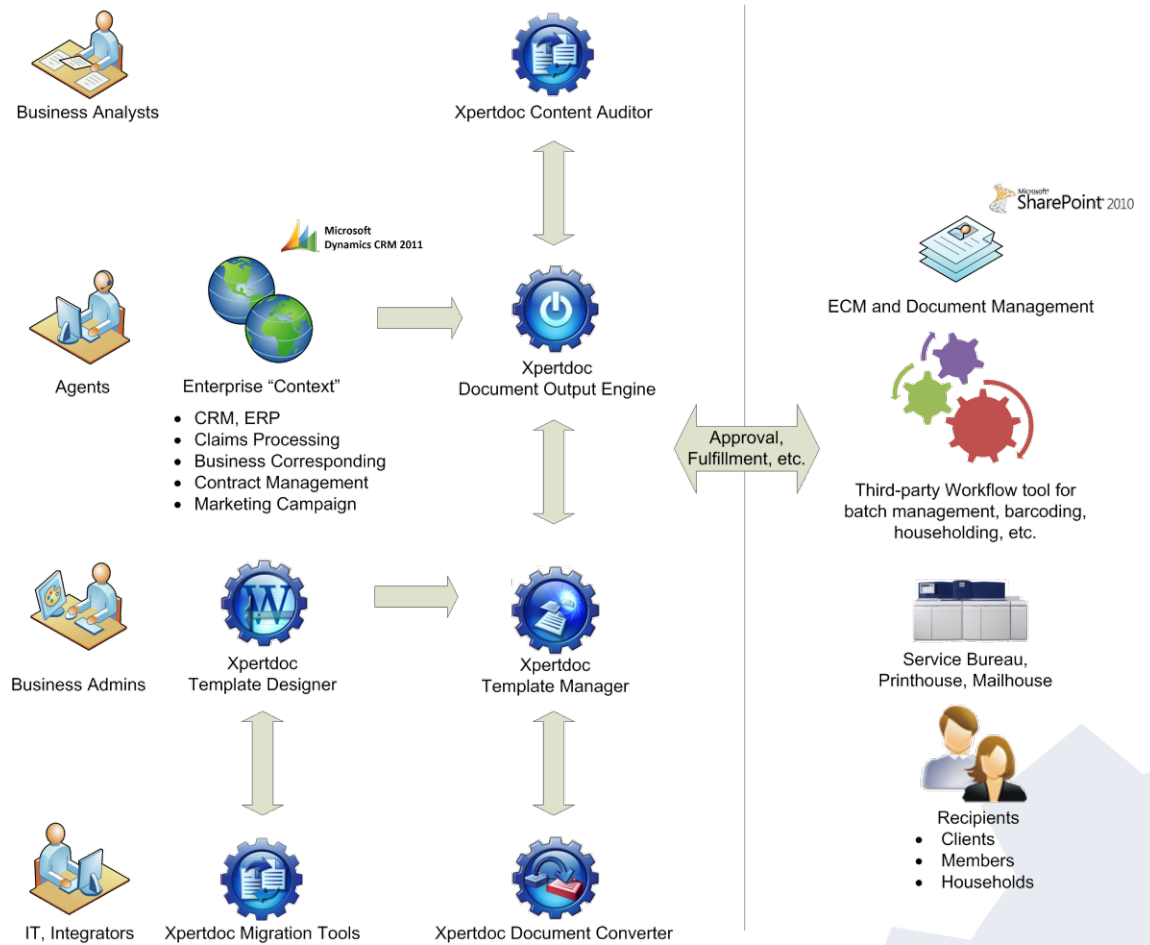 Business Analysts
Xpertdoc Content Auditor
Microsoft
Dynamics CRM 2011
Microsoft
SharePoint 2010
ECM and Document Management
Agents
Enterprise “Context”
• CRM, ERP
• Claims Processing
• Business Corresponding
• Contract Management
• Marketing Campaign
Xpertdoc
Document Output Engine
Approval,
Fulfillment, etc.
Third-party Workflow tool for
batch management, barcoding,
householding, etc.
Business Admins
W
Xpertdoc
Template Designer
Xpertdoc
Template Manager
Service Bureau,
Printhouse, Mailhouse
Recipients
• Clients
• Members
• Households
IT, Integrators
Xpertdoc Migration Tools
Xpertdoc Document Converter